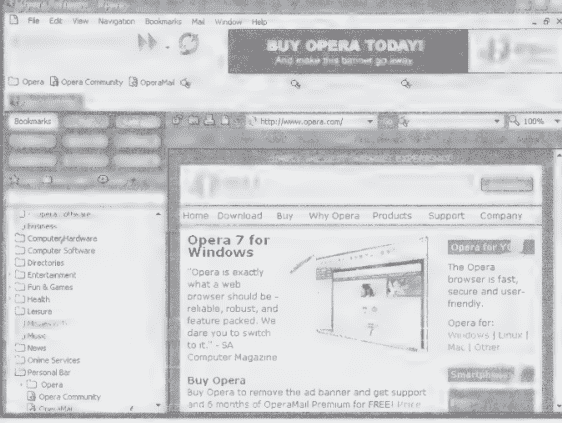 File Edit View Navigation Bookmarks Mail Window Help
BUY OPERA TODAY!
And make this banner go away
Opera Opera Community OperaMail
Bookmarks
http://www.opera.com/
100%
Home Download Buy Why Opera Products Support Company
Business
Computer Hardware
Computer Software
Directories
Entertainment
Fun & Games
Health
Leisure
Music
News
Online Services
Personal Bar
Opera
Opera Community
OperaMail
Opera 7 for
Windows
"Opera is exactly
what a web
browser should be -
reliable, robust, and
feature packed. We
dare you to switch
to it." - SA
Computer Magazine
Buy Opera
Buy Opera to remove the ad banner and get support
and 6 months of OperaMail Premium for FREE! Price
Opera for
The Opera
browser is fast,
secure and user-
friendly.
Opera for:
Windows | Linux |
Mac | Other
Smartphone